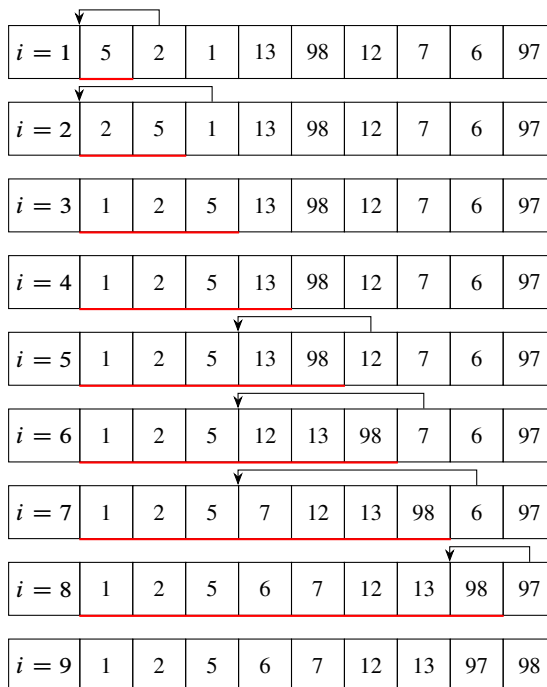 i = 1 5 2 1 13 98 12 7 6 97
i = 2 2 5 1 13 98 12 7 6 97
i = 3 1 2 5 13 98 12 7 6 97
i = 4 1 2 5 13 98 12 7 6 97
i = 5 1 2 5 13 98 12 7 6 97
i = 6 1 2 5 12 13 98 7 6 97
i = 7 1 2 5 7 12 13 98 6 97
i = 8 1 2 5 6 7 12 13 98 97
i = 9 1 2 5 6 7 12 13 97 98